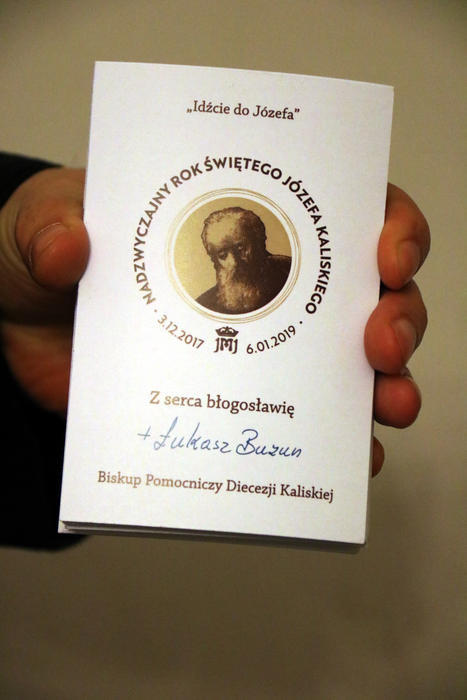 „Idźcie do Józefa”
NADZWYCZAJNY ROK ŚWIĘTEGO JÓZEFA KALISKIEGO
· 3.12.2017 JMJ 6.01.2019 ·
Z serca błogosławię
+ Łukasz Buzun
Biskup Pomocniczy Diecezji Kaliskiej